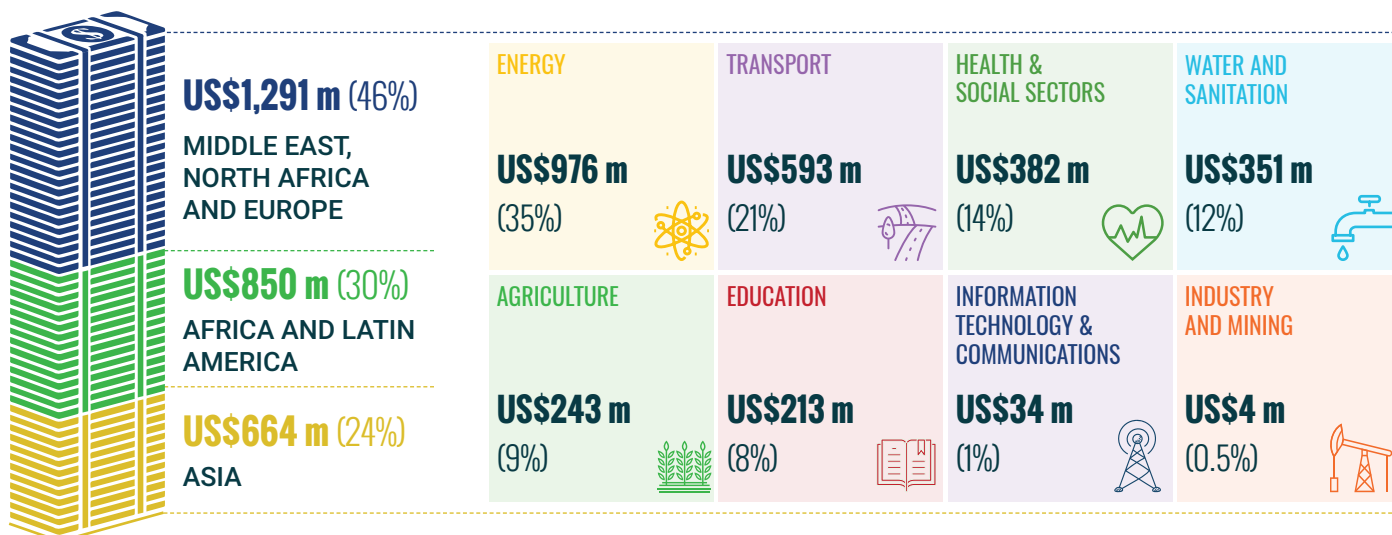 $
US$1,291 m (46%)
MIDDLE EAST,
NORTH AFRICA
AND EUROPE
US$850 m (30%)
AFRICA AND LATIN
AMERICA
US$664 m (24%)
ASIA
ENERGY
US$976 m
(35%)
TRANSPORT
US$593 m
(21%)
HEALTH &
SOCIAL SECTORS
US$382 m
(14%)
WATER AND
SANITATION
US$351 m
(12%)
AGRICULTURE
US$243 m
(9%)
EDUCATION
US$213 m
(8%)
INFORMATION
TECHNOLOGY &
COMMUNICATIONS
US$34 m
(1%)
INDUSTRY
AND MINING
US$4 m
(0.5%)